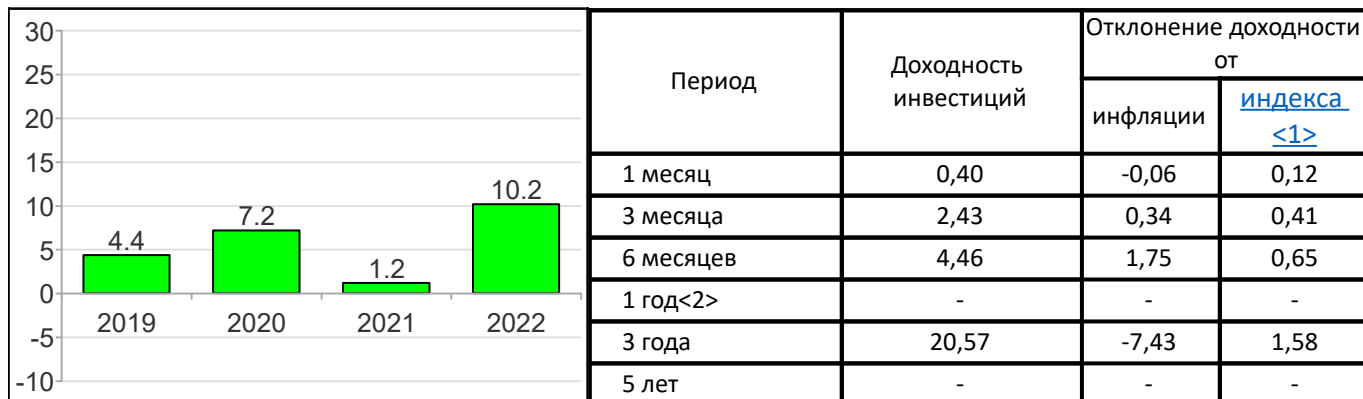 30
25
20
15
10
5
0
-5
-10
4.4
7.2
1.2
10.2
2019 2020 2021 2022
Период
Доходность
инвестиций
Отклонение доходности
от
инфляции
индекса
<1>
1 месяц 0,40 -0,06 0,12
3 месяца 2,43 0,34 0,41
6 месяцев 4,46 1,75 0,65
1 год<2> - - -
3 года 20,57 -7,43 1,58
5 лет - - -